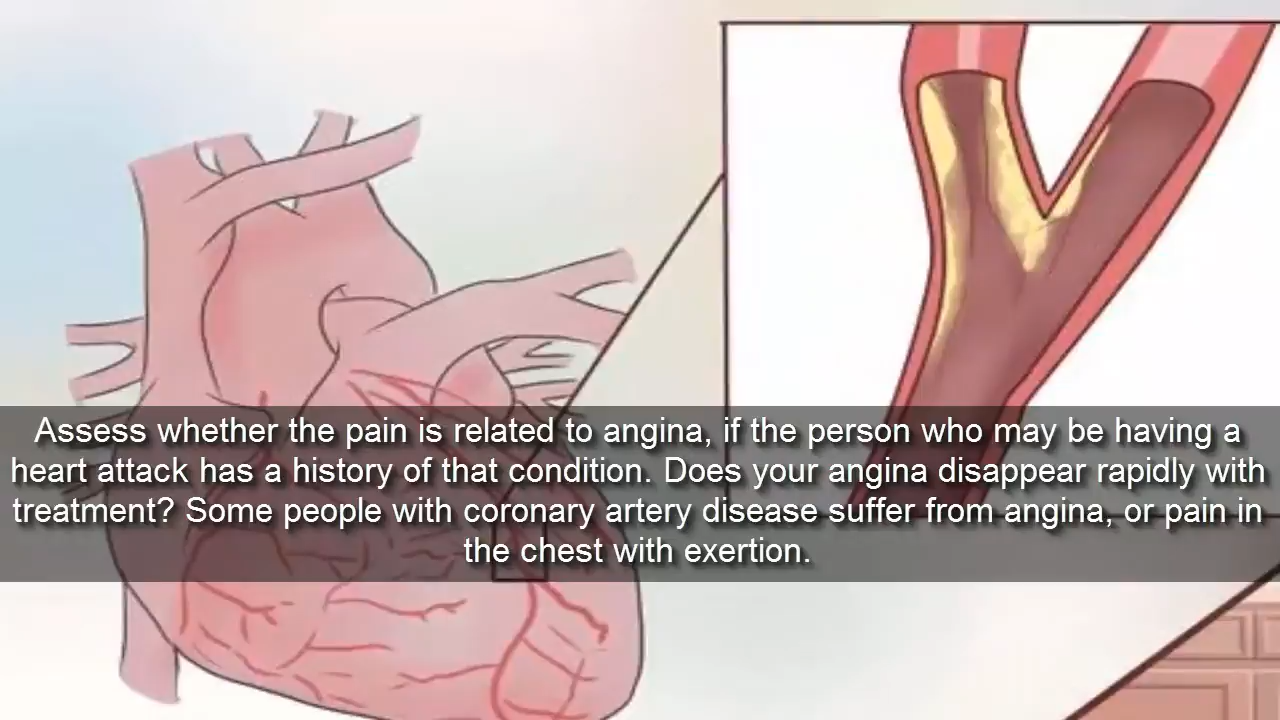 Assess whether the pain is related to angina, if the person who may be having a
heart attack has a history of that condition. Does your angina disappear rapidly with
treatment? Some people with coronary artery disease suffer from angina, or pain in
the chest with exertion.